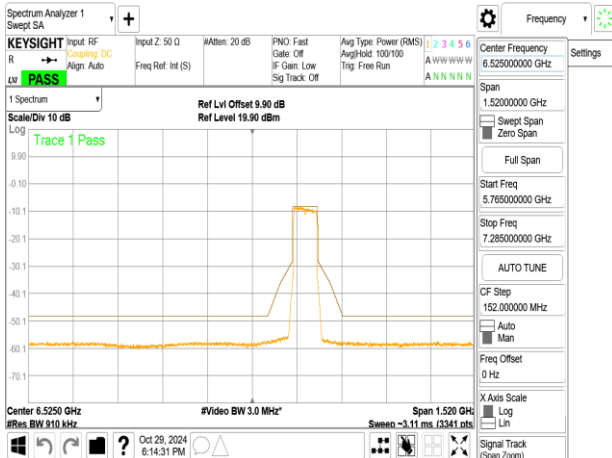 Spectrum Analyzer 1
Swept SA
+
Frequency
KEYSIGHT
R
LXI
PASS
Input: RF
Coupling: DC
Align: Auto
Input Z: 50 Ω
Freq Ref: Int (S)
#Atten: 20 dB
PNO: Fast
Gate: Off
IF Gain: Low
Sig Track: Off
Avg Type: Power (RMS)
Avg|Hold: 100/100
Trig: Free Run
1 2 3 4 5 6
A W W W W W
A N N N N N
1 Spectrum
Scale/Div 10 dB
Log
Ref Lvl Offset 9.90 dB
Ref Level 19.90 dBm
Trace 1 Pass
9.90
-0.10
-10.1
-20.1
-30.1
-40.1
-50.1
-60.1
-70.1
Center 6.5250 GHz
#Res BW 910 kHz
#Video BW 3.0 MHz*
Span 1.520 GHz
Sweep ~3.11 ms (3341 pts
Oct 29, 2024
6:14:31 PM
?
Center Frequency
6.525000000 GHz
Settings
Span
1.52000000 GHz
Swept Span
Zero Span
Full Span
Start Freq
5.765000000 GHz
Stop Freq
7.285000000 GHz
AUTO TUNE
CF Step
152.000000 MHz
Auto
Man
Freq Offset
0 Hz
X Axis Scale
Log
Lin
Signal Track
(Span Zoom)